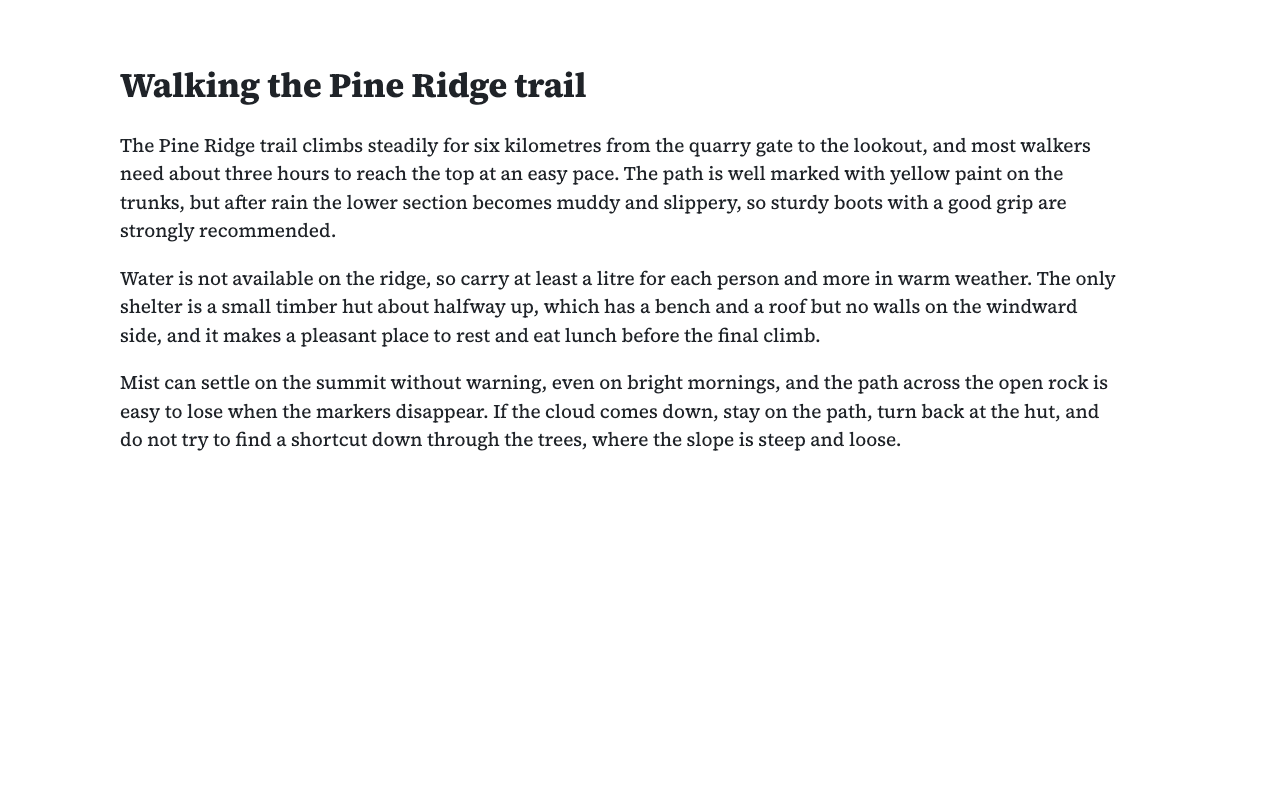 Walking the Pine Ridge trail
The Pine Ridge trail climbs steadily for six kilometres from the quarry gate to the lookout, and most walkers
need about three hours to reach the top at an easy pace. The path is well marked with yellow paint on the
trunks, but after rain the lower section becomes muddy and slippery, so sturdy boots with a good grip are
strongly recommended.
Water is not available on the ridge, so carry at least a litre for each person and more in warm weather. The only
shelter is a small timber hut about halfway up, which has a bench and a roof but no walls on the windward
side, and it makes a pleasant place to rest and eat lunch before the final climb.
Mist can settle on the summit without warning, even on bright mornings, and the path across the open rock is
easy to lose when the markers disappear. If the cloud comes down, stay on the path, turn back at the hut, and
do not try to find a shortcut down through the trees, where the slope is steep and loose.